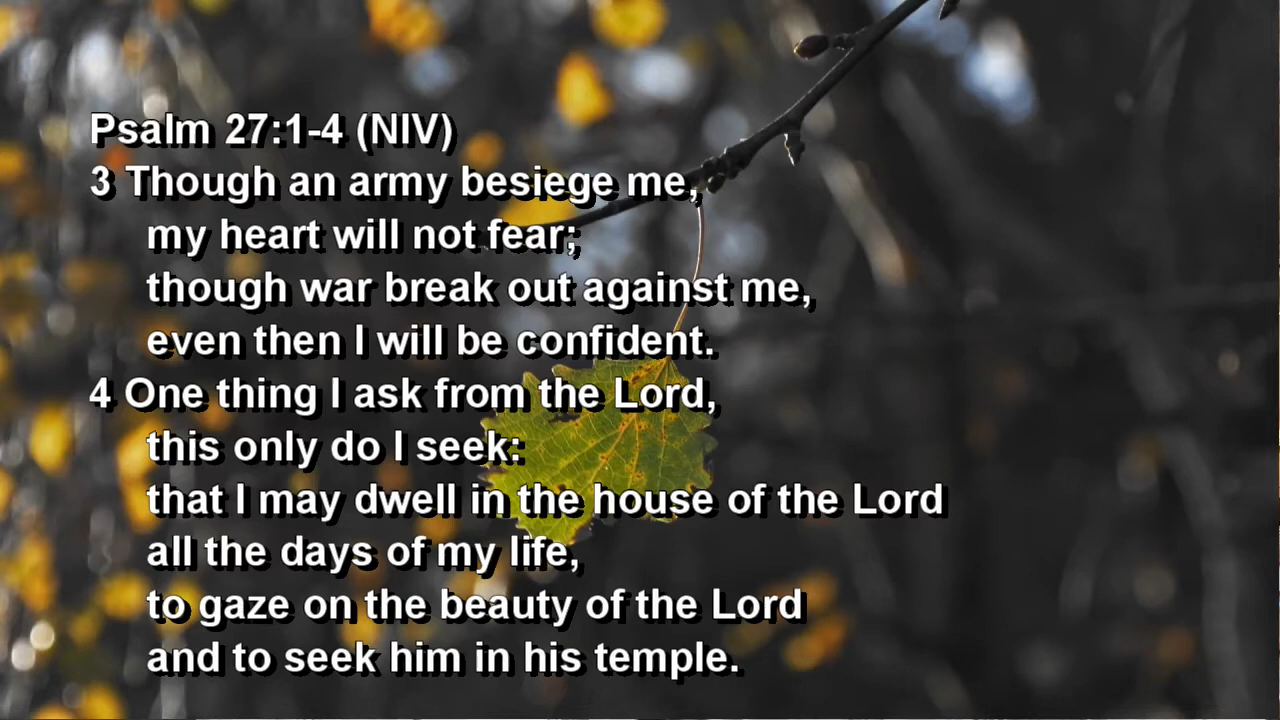 Psalm 27:1-4 (NIV)
3 Though an army besiege me,
my heart will not fear;
though war break out against me,
even then I will be confident.
4 One thing I ask from the Lord,
this only do I seek:
that I may dwell in the house of the Lord
all the days of my life,
to gaze on the beauty of the Lord
and to seek him in his temple.